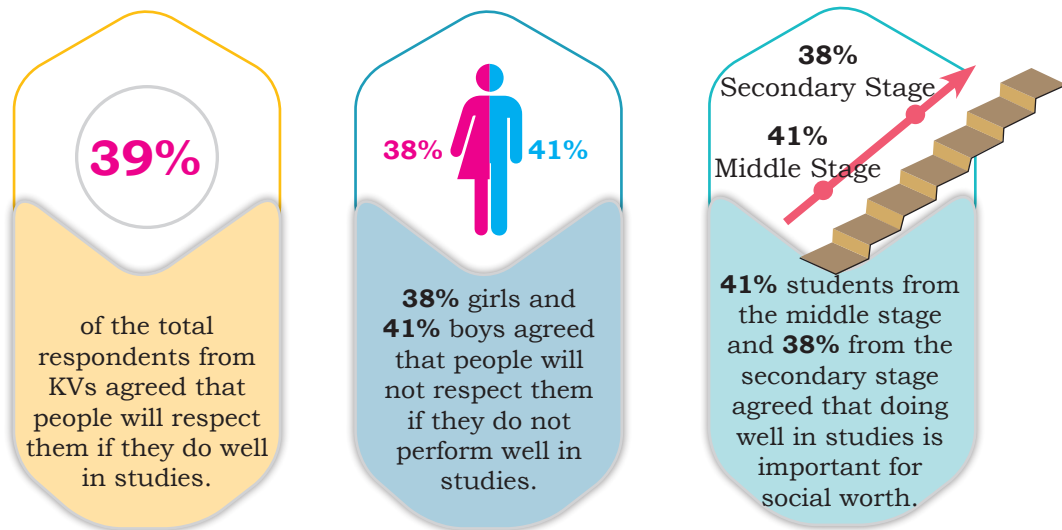 39%
of the total
respondents from
KVs agreed that
people will respect
them if they do well
in studies.
38%
41%
38% girls and
41% boys agreed
that people will
not respect them
if they do not
perform well in
studies.
38%
Secondary Stage
41%
Middle Stage
41% students from
the middle stage
and 38% from the
secondary stage
agreed that doing
well in studies is
important for
social worth.